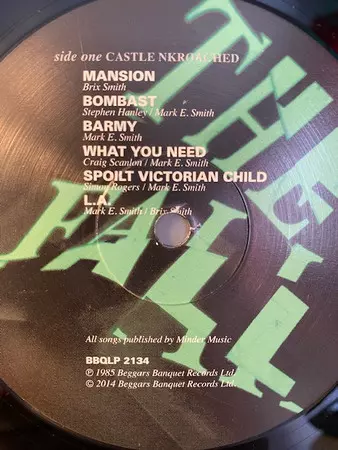 side one CASTLE NKROACHED
MANSION
Brix Smith
BOMBAST
Stephen Hanley / Mark E. Smith
BARMY
Mark E. Smith
WHAT YOU NEED
Craig Scanlon / Mark E. Smith
SPOILT VICTORIAN CHILD
Simon Rogers / Mark E. Smith
L.A.
Mark E. Smith / Brix Smith
THE
FALL
All songs published by Minder Music
BBQLP 2134
℗ 1985 Beggars Banquet Records Ltd.
© 2014 Beggars Banquet Records Ltd.